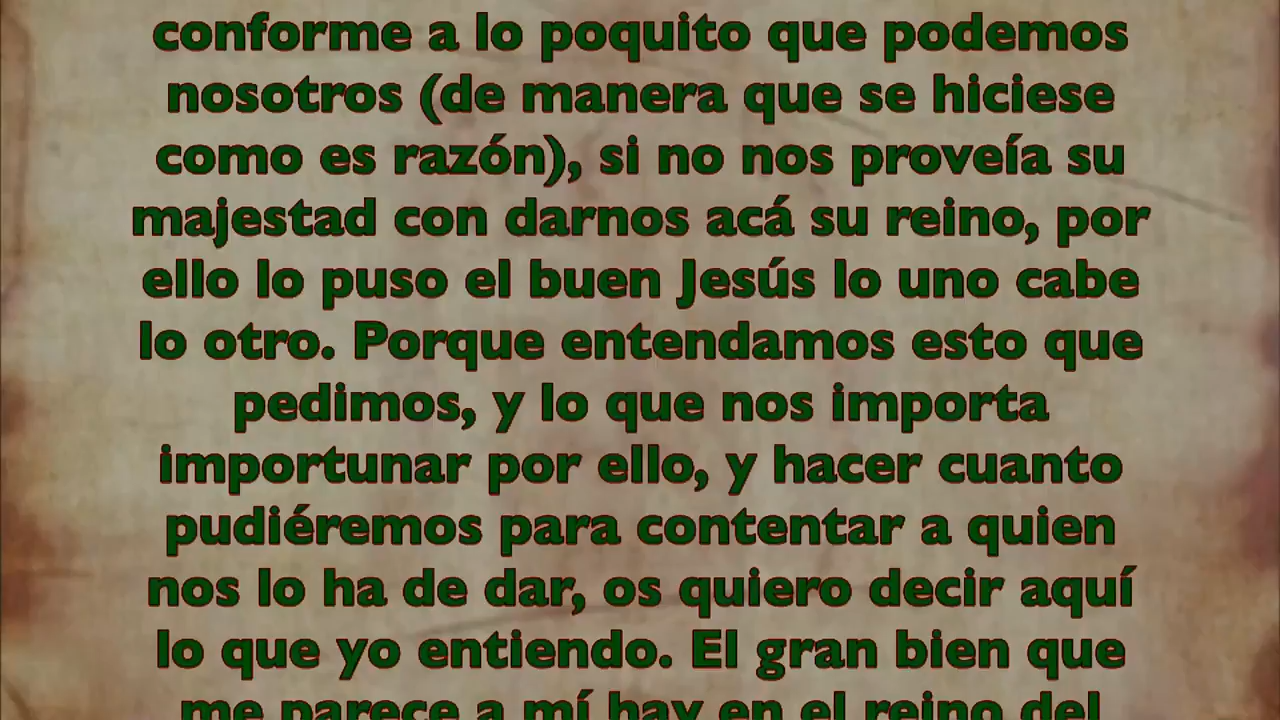 conforme a lo poquito que podemos
nosotros (de manera que se hiciese
como es razón), si no nos proveía su
majestad con darnos acá su reino, por
ello lo puso el buen Jesús lo uno cabe
lo otro. Porque entendamos esto que
pedimos, y lo que nos importa
importunar por ello, y hacer cuanto
pudiéremos para contentar a quien
nos lo ha de dar, os quiero decir aquí
lo que yo entiendo. El gran bien que
me parece a mí hay en el reino del